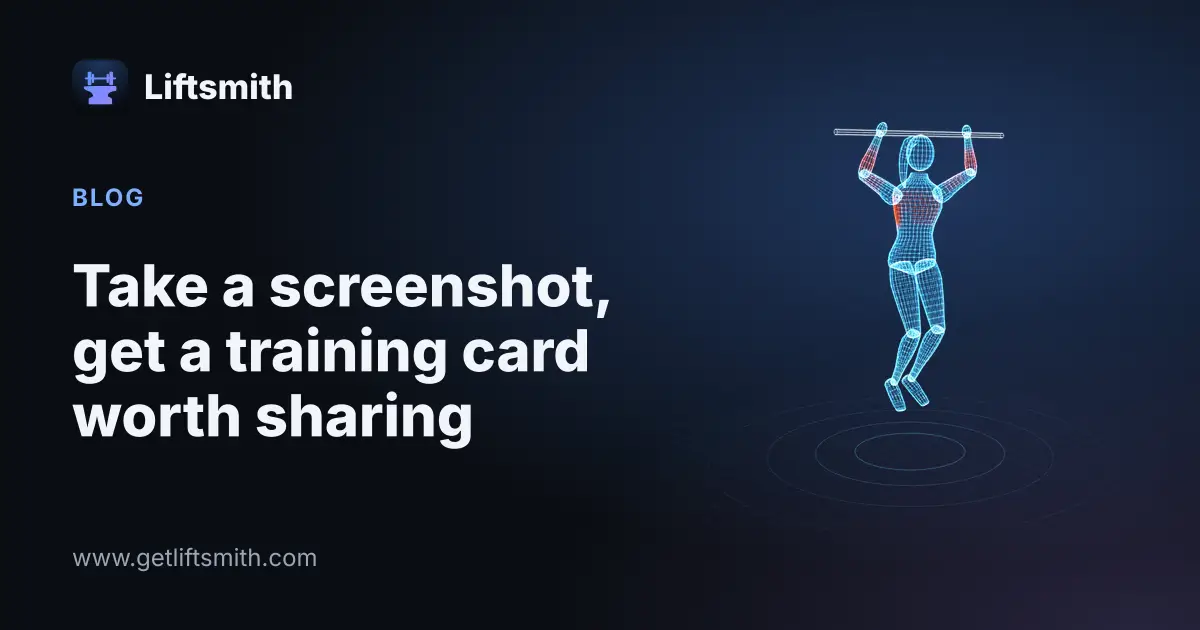 Liftsmith
BLOG
Take a screenshot,
get a training card
worth sharing
www.getliftsmith.com